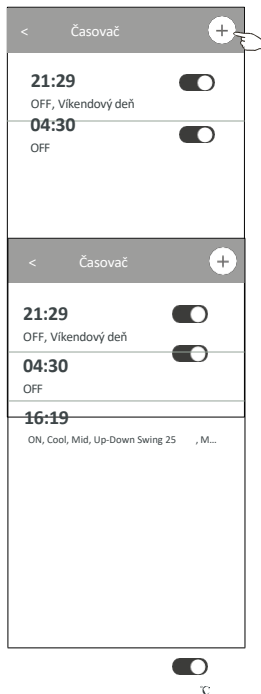 < Časovač +
21:29
OFF, Víkendový deň
04:30
OFF
< Časovač +
21:29
OFF, Víkendový deň
04:30
OFF
16:19
ON, Cool, Mid, Up-Down Swing 25 , M...
℃